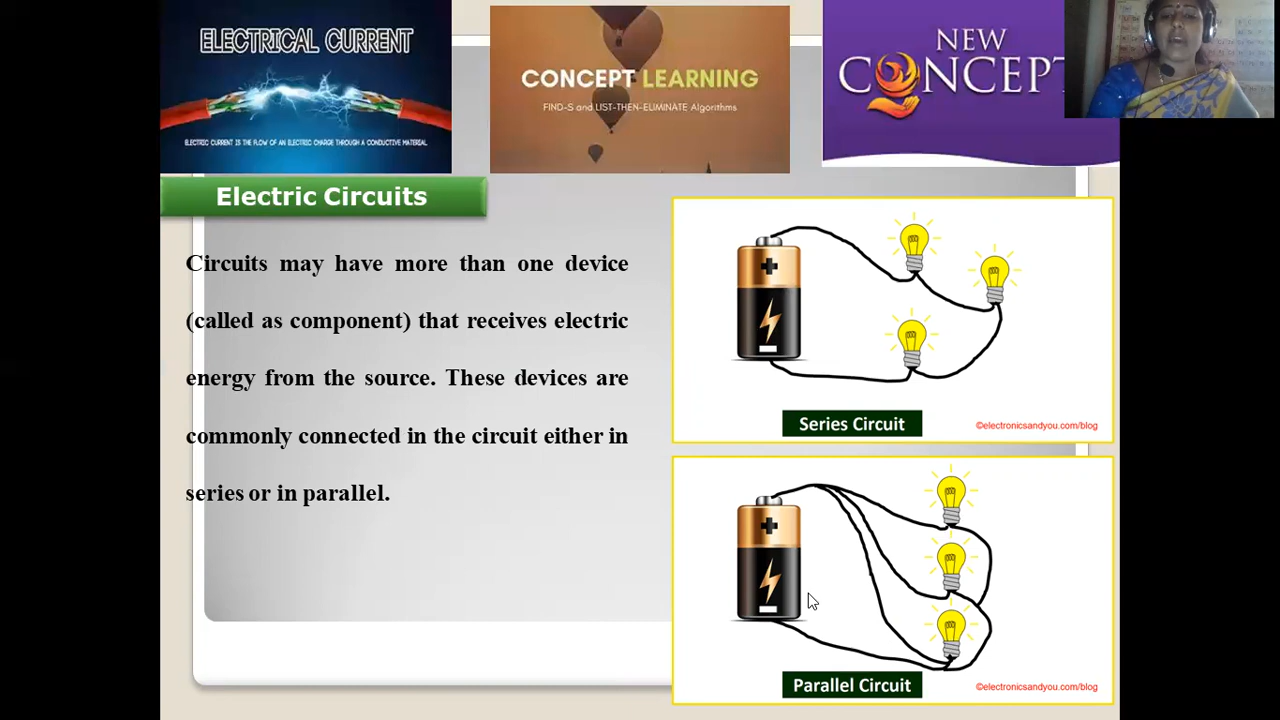 ELECTRICAL CURRENT
ELECTRIC CURRENT IS THE FLOW OF AN ELECTRIC CHARGE THROUGH A CONDUCTIVE MATERIAL
CONCEPT LEARNING
FIND-S and LIST-THEN-ELIMINATE Algorithms
NEW
CONCEPT
Electric Circuits
Circuits may have more than one device
(called as component) that receives electric
energy from the source. These devices are
commonly connected in the circuit either in
series or in parallel.
Series Circuit
©electronicsandyou.com/blog
Parallel Circuit
©electronicsandyou.com/blog